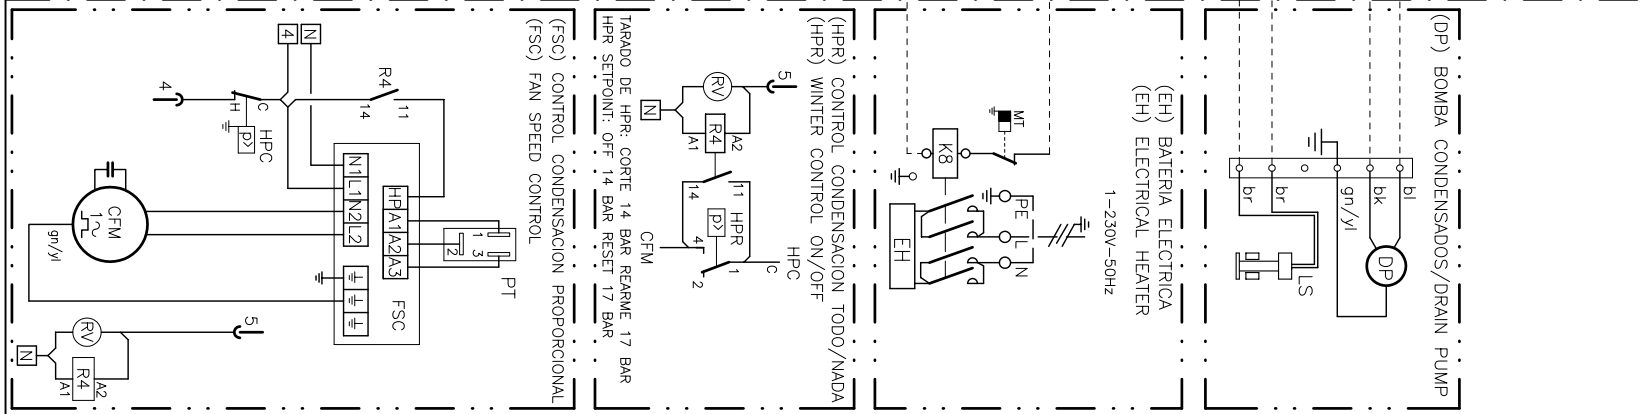 (DP) BOMBA CONDENSADOS/DRAIN PUMP
bl
bk
gn/yl
br
br
DP
LS
(EH) BATERIA ELECTRICA
(EH) ELECTRICAL HEATER
1-230V-50Hz
MT
K8
PE
L
N
EH
(HPR) CONTROL CONDENSACION TODO/NADA
(HPR) WINTER CONTROL ON/OFF
5
RV
R4
A2
A1
N
11
14
HPR
P>
4
1
2
C
HPC
CFM
TARADO DE HPR: CORTE 14 BAR REARME 17 BAR
HPR SETPOINT: OFF 14 BAR RESET 17 BAR
(FSC) CONTROL CONDENSACION PROPORCIONAL
(FSC) FAN SPEED CONTROL
N
4
R4
11
14
4
C
H
HPC
P>
N1
L1
N2
L2
HP
A1
A2
A3
1
3
2
PT
FSC
CFM
1~
gn/yl
5
RV
R4
A2
A1
N